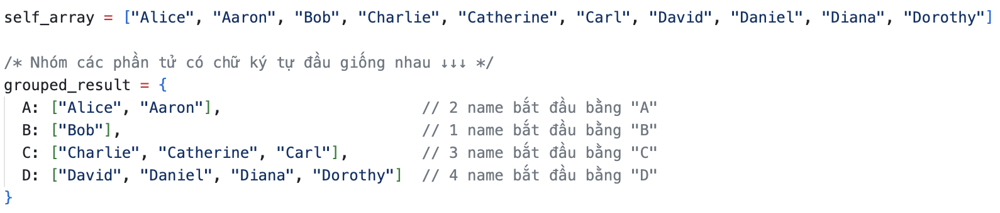 self_array = ["Alice", "Aaron", "Bob", "Charlie", "Catherine", "Carl", "David", "Daniel", "Diana", "Dorothy"]
/* Nhóm các phần tử có chữ ký tự đầu giống nhau ↓↓↓ */
grouped_result = {
A: ["Alice", "Aaron"], // 2 name bắt đầu bằng "A"
B: ["Bob"], // 1 name bắt đầu bằng "B"
C: ["Charlie", "Catherine", "Carl"], // 3 name bắt đầu bằng "C"
D: ["David", "Daniel", "Diana", "Dorothy"] // 4 name bắt đầu bằng "D"
}